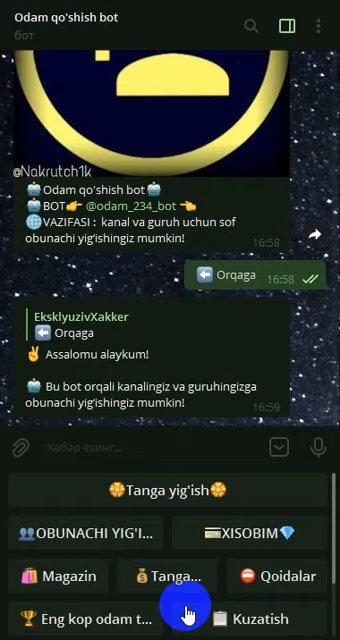 Odam qo'shish bot
бот
@Nakrutch1k
🤖Odam qo'shish bot🤖
🤖BOT👉 @odam_234_bot 👈
🌐VAZIFASI : kanal va guruh uchun sof
obunachi yig'ishingiz mumkin!
16:58
⬅️ Orqaga 16:58
EksklyuzivXakker
⬅️ Orqaga
✌️ Assalomu alaykum!
🤖 Bu bot orqali kanalingiz va guruhingizga
obunachi yig'ishingiz mumkin!
16:59
Хабар ёзинг...
🏵Tanga yig'ish🏵
👥OBUNACHI YIG'I...
💳XISOBIM💎
🛍 Magazin
💰Tanga...
⛔ Qoidalar
🏆 Eng kop odam t...
📋 Kuzatish